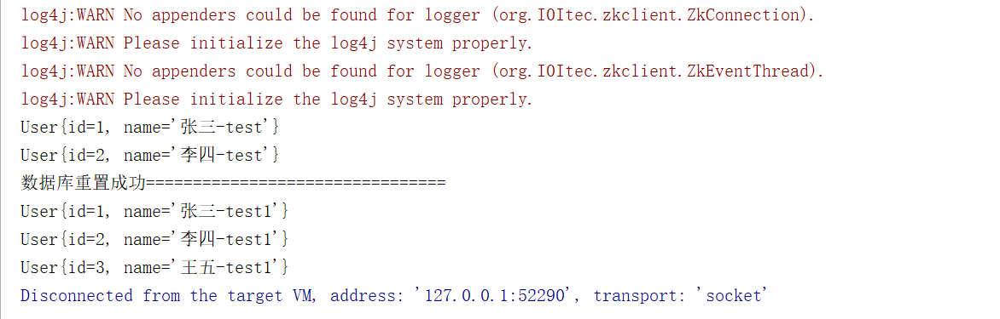 log4j:WARN No appenders could be found for logger (org.I0Itec.zkclient.ZkConnection).
log4j:WARN Please initialize the log4j system properly.
log4j:WARN No appenders could be found for logger (org.I0Itec.zkclient.ZkEventThread).
log4j:WARN Please initialize the log4j system properly.
User{id=1, name='张三-test'}
User{id=2, name='李四-test'}
数据库重置成功================================
User{id=1, name='张三-test1'}
User{id=2, name='李四-test1'}
User{id=3, name='王五-test1'}
Disconnected from the target VM, address: '127.0.0.1:52290', transport: 'socket'